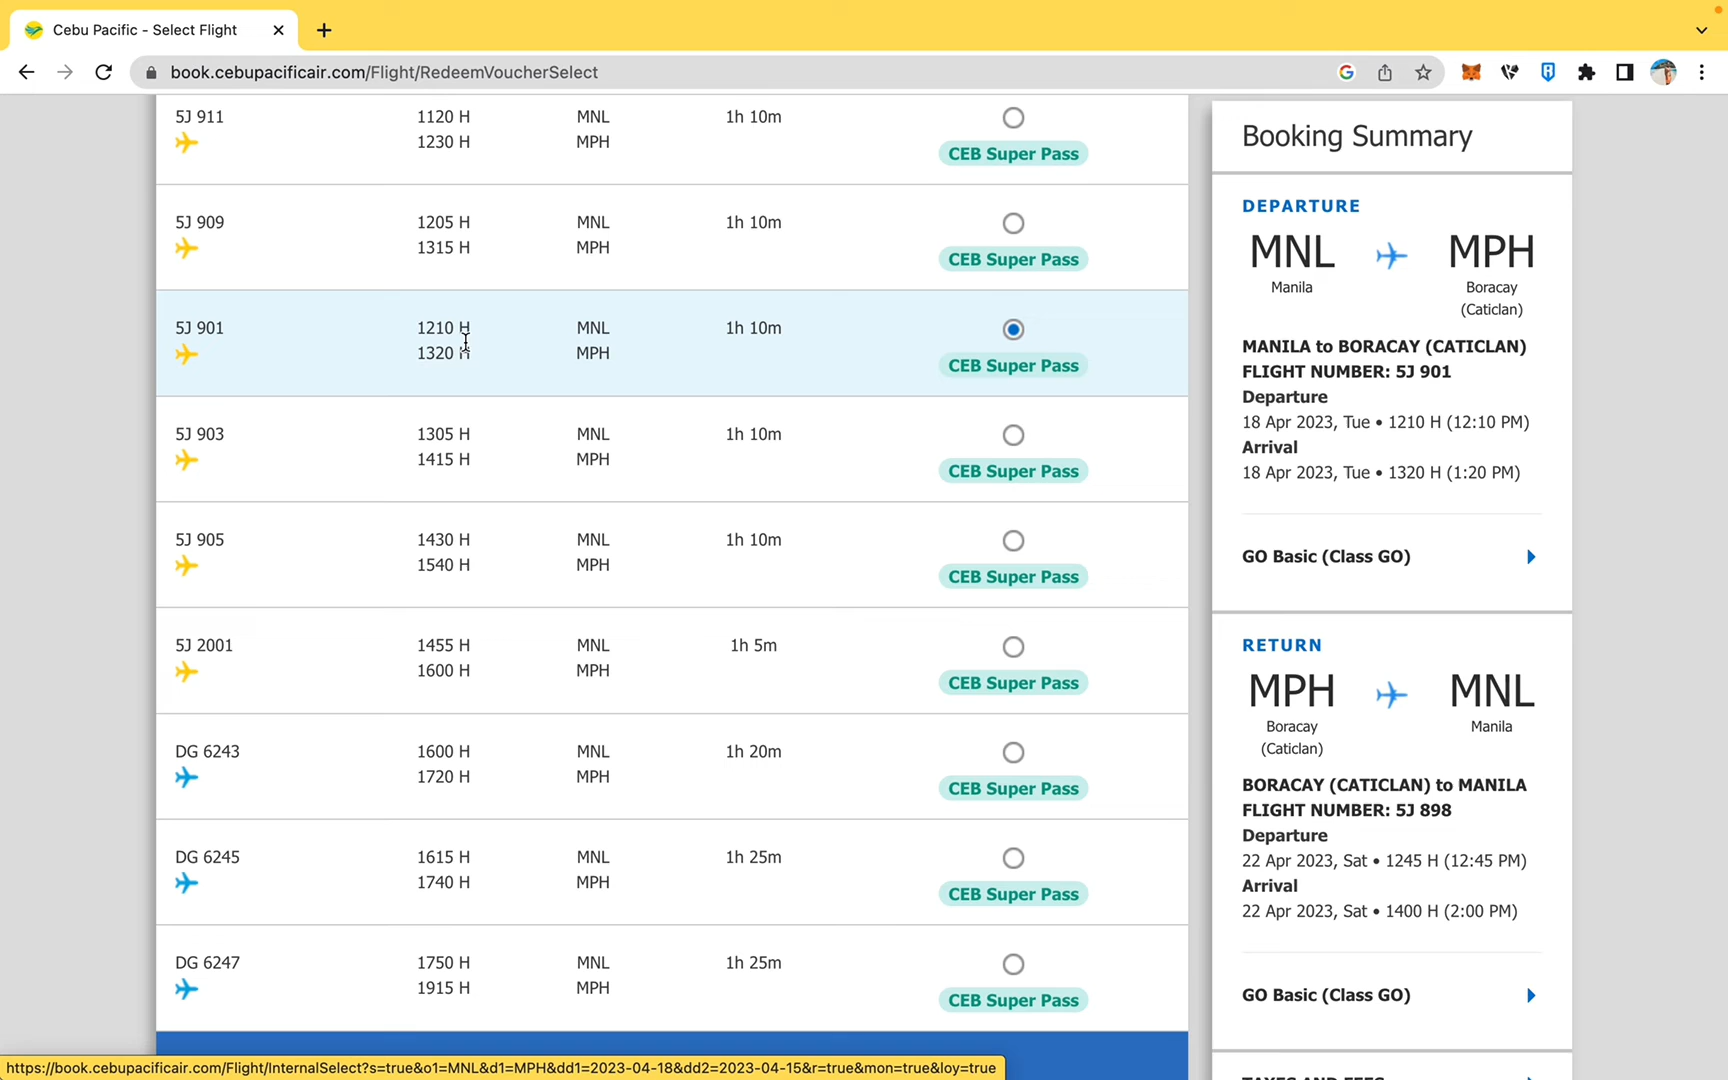 Cebu Pacific - Select Flight
book.cebupacificair.com/Flight/RedeemVoucherSelect
5J 911 1120 H MNL 1h 10m
1230 H MPH
CEB Super Pass
5J 909 1205 H MNL 1h 10m
1315 H MPH
CEB Super Pass
5J 901 1210 H MNL 1h 10m
1320 H MPH
CEB Super Pass
5J 903 1305 H MNL 1h 10m
1415 H MPH
CEB Super Pass
5J 905 1430 H MNL 1h 10m
1540 H MPH
CEB Super Pass
5J 2001 1455 H MNL 1h 5m
1600 H MPH
CEB Super Pass
DG 6243 1600 H MNL 1h 20m
1720 H MPH
CEB Super Pass
DG 6245 1615 H MNL 1h 25m
1740 H MPH
CEB Super Pass
DG 6247 1750 H MNL 1h 25m
1915 H MPH
CEB Super Pass
Booking Summary
DEPARTURE
MNL MPH
Manila Boracay
(Caticlan)
MANILA to BORACAY (CATICLAN)
FLIGHT NUMBER: 5J 901
Departure
18 Apr 2023, Tue • 1210 H (12:10 PM)
Arrival
18 Apr 2023, Tue • 1320 H (1:20 PM)
GO Basic (Class GO)
RETURN
MPH MNL
Boracay Manila
(Caticlan)
BORACAY (CATICLAN) to MANILA
FLIGHT NUMBER: 5J 898
Departure
22 Apr 2023, Sat • 1245 H (12:45 PM)
Arrival
22 Apr 2023, Sat • 1400 H (2:00 PM)
GO Basic (Class GO)
TAXES AND FEES
https://book.cebupacificair.com/Flight/InternalSelect?s=true&o1=MNL&d1=MPH&dd1=2023-04-18&dd2=2023-04-15&r=true&mon=true&loy=true